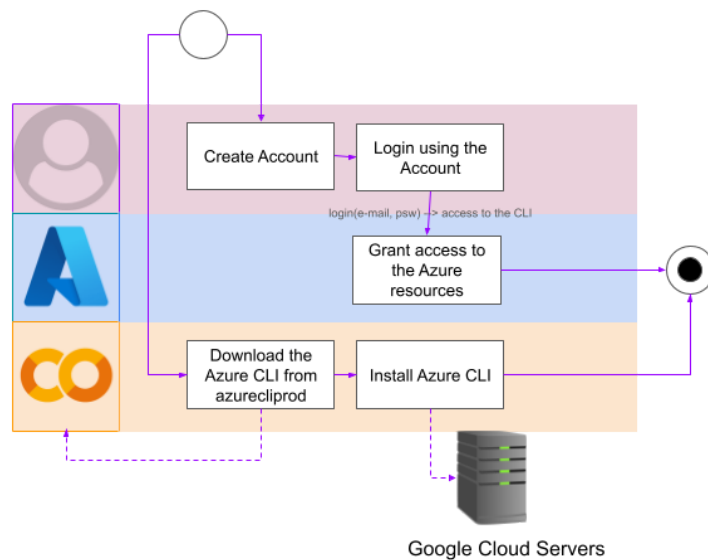 Create Account
Login using the
Account
login(e-mail, psw) --> access to the CLI
Grant access to
the Azure
resources
Download the
Azure CLI from
azurecliprod
Install Azure CLI
Google Cloud Servers